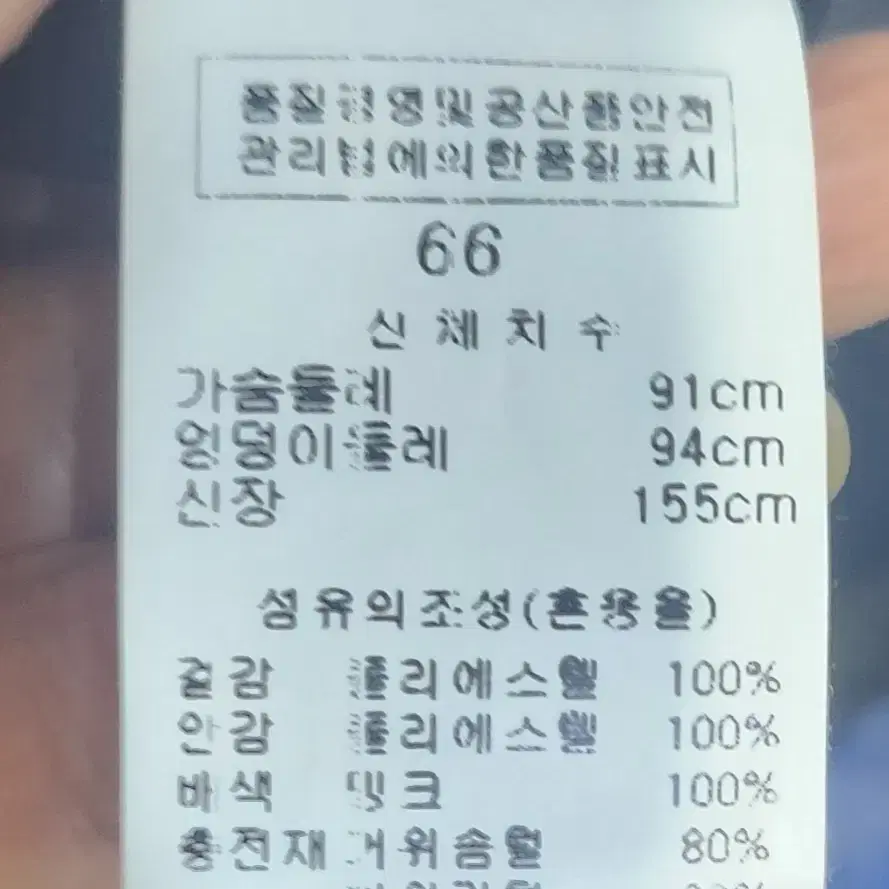 품질경영및공산품안전
관리법에의한품질표시
66
신체치수
가슴둘레 91cm
엉덩이둘레 94cm
신장 155cm
섬유의조성(혼용율)
겉감 폴리에스텔 100%
안감 폴리에스텔 100%
배색 밍크 100%
충전재 거위솜털 80%